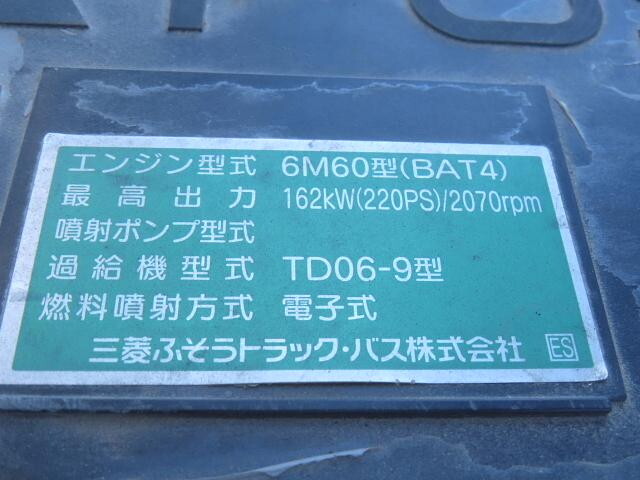 エンジン型式 6M60型(BAT4)
最高出力 162kW(220PS)/2070rpm
噴射ポンプ型式
過給機型式 TD06-9型
燃料噴射方式 電子式
三菱ふそうトラック・バス株式会社 ES